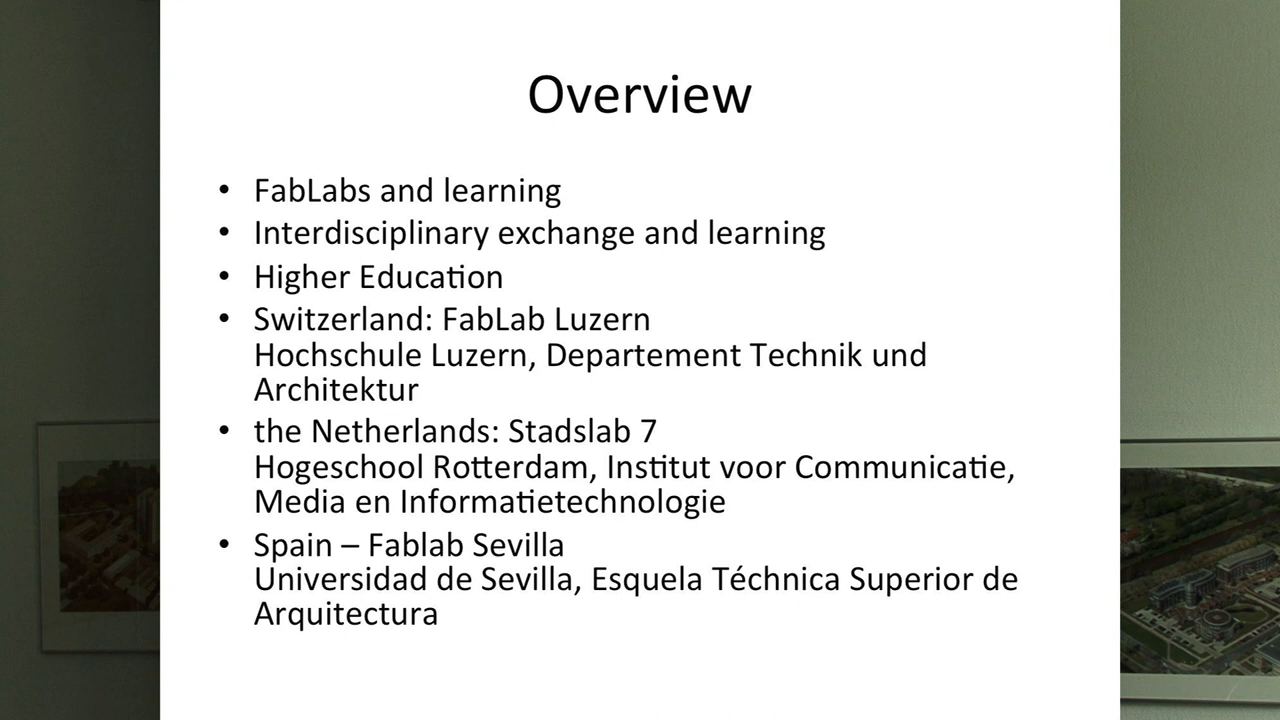 Overview
• FabLabs and learning
• Interdisciplinary exchange and learning
• Higher Education
• Switzerland: FabLab Luzern
Hochschule Luzern, Departement Technik und
Architektur
• the Netherlands: Stadslab 7
Hogeschool Rotterdam, Institut voor Communicatie,
Media en Informatietechnologie
• Spain – Fablab Sevilla
Universidad de Sevilla, Esquela Téchnica Superior de
Arquitectura